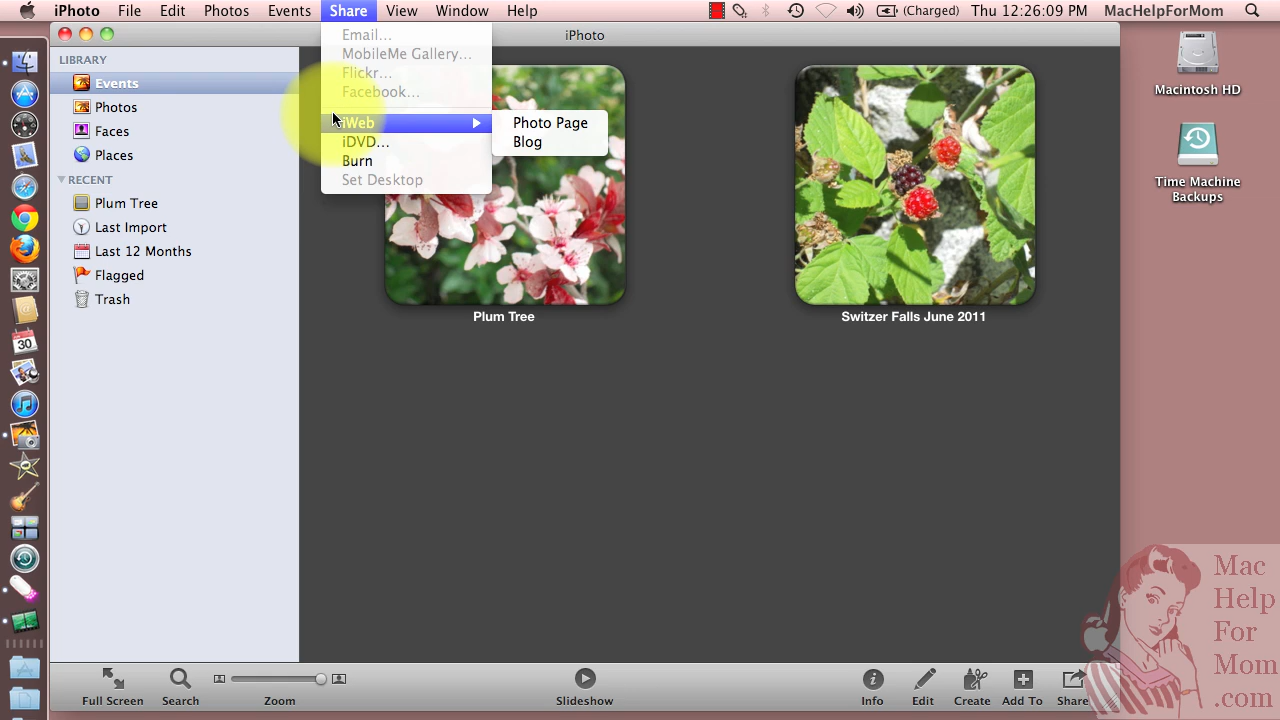 iPhoto File Edit Photos Events Share View Window Help (Charged) Thu 12:26:09 PM MacHelpForMom
iPhoto
LIBRARY
Events
Photos
Faces
Places
RECENT
Plum Tree
Last Import
Last 12 Months
Flagged
Trash
Email...
MobileMe Gallery...
Flickr...
Facebook...
iWeb
iDVD...
Burn
Set Desktop
Photo Page
Blog
Plum Tree
Switzer Falls June 2011
Macintosh HD
Time Machine
Backups
30
Full Screen Search Zoom Slideshow Info Edit Create Add To Share
Mac
Help
For
Mom
.com